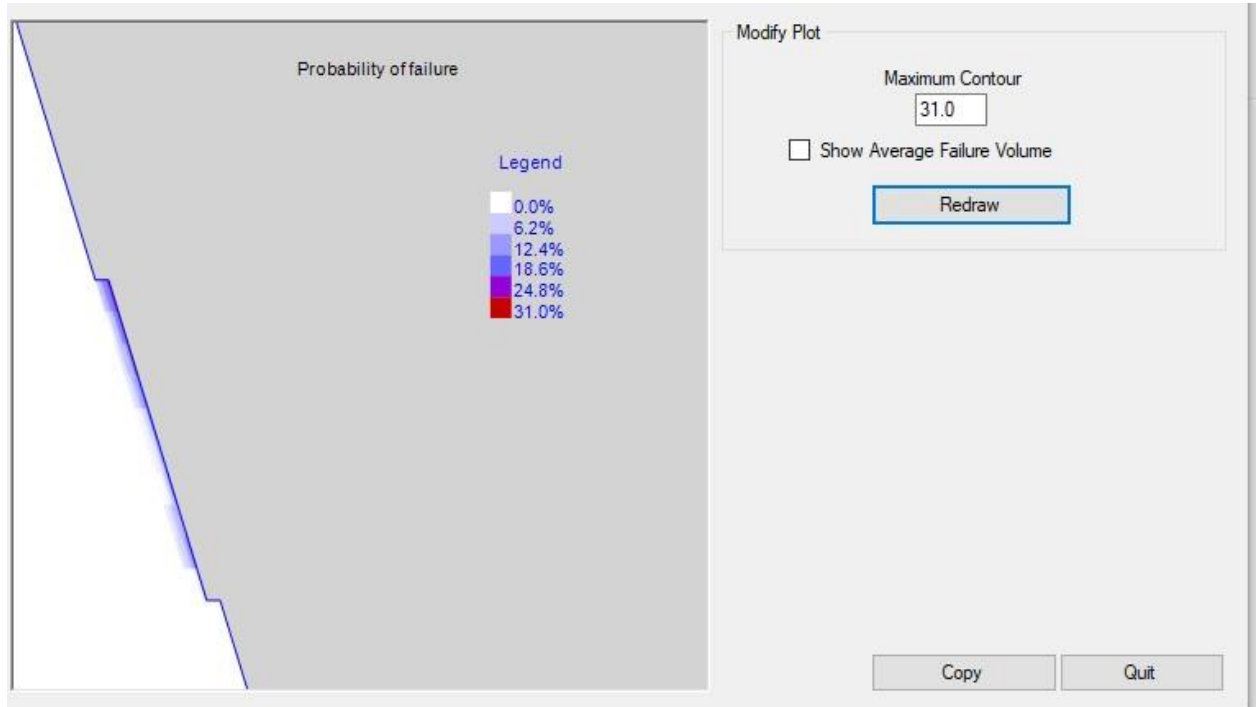 Probability of failure
Legend
0.0%
6.2%
12.4%
18.6%
24.8%
31.0%
Modify Plot
Maximum Contour
31.0
Show Average Failure Volume
Redraw
Copy
Quit